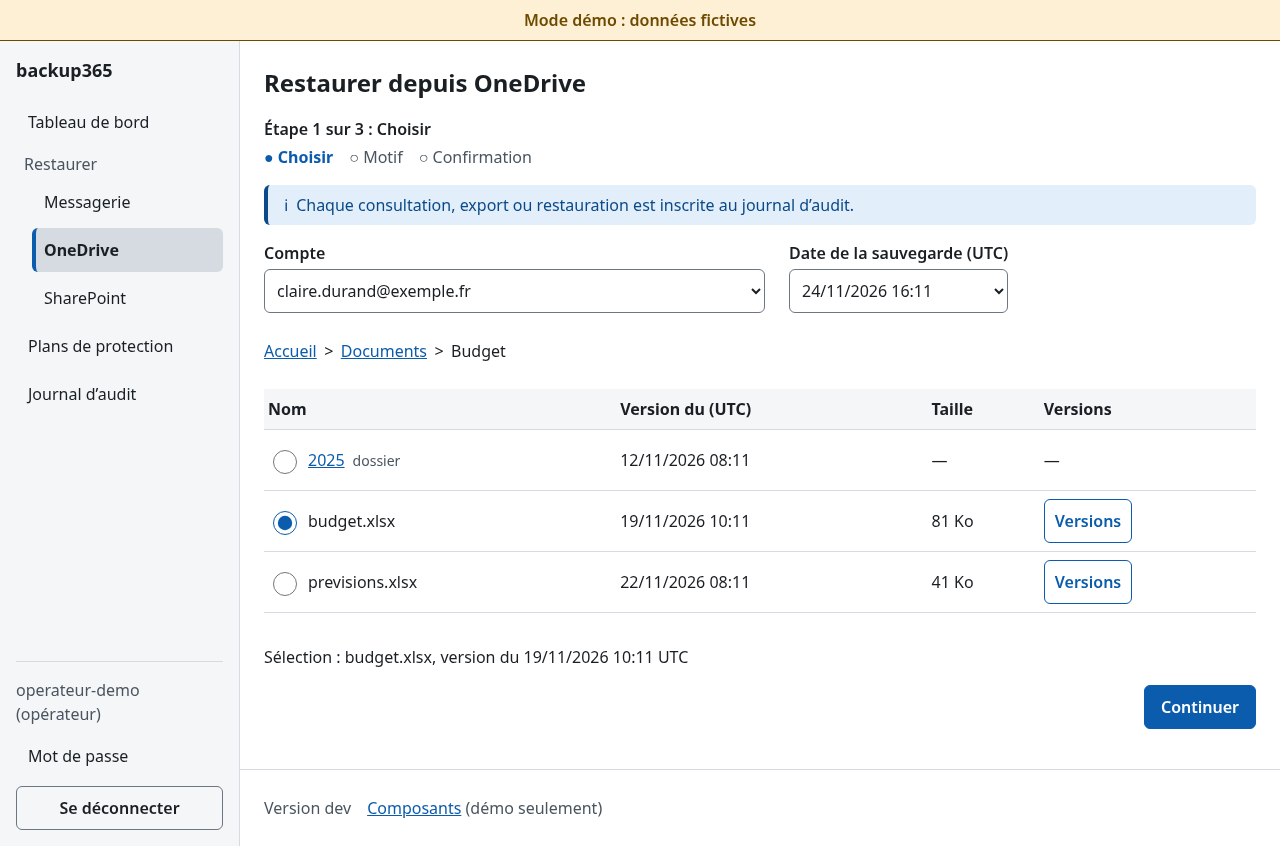 Mode démo : données fictives
backup365
Tableau de bord
Restaurer
Messagerie
OneDrive
SharePoint
Plans de protection
Journal d’audit
operateur-demo
(opérateur)
Mot de passe
Se déconnecter
Restaurer depuis OneDrive
Étape 1 sur 3 : Choisir
● Choisir ○ Motif ○ Confirmation
i Chaque consultation, export ou restauration est inscrite au journal d’audit.
Compte Date de la sauvegarde (UTC)
claire.durand@exemple.fr 24/11/2026 16:11
Accueil > Documents > Budget
Nom Version du (UTC) Taille Versions
2025 dossier 12/11/2026 08:11 — —
budget.xlsx 19/11/2026 10:11 81 Ko Versions
previsions.xlsx 22/11/2026 08:11 41 Ko Versions
Sélection : budget.xlsx, version du 19/11/2026 10:11 UTC
Continuer
Version dev Composants (démo seulement)